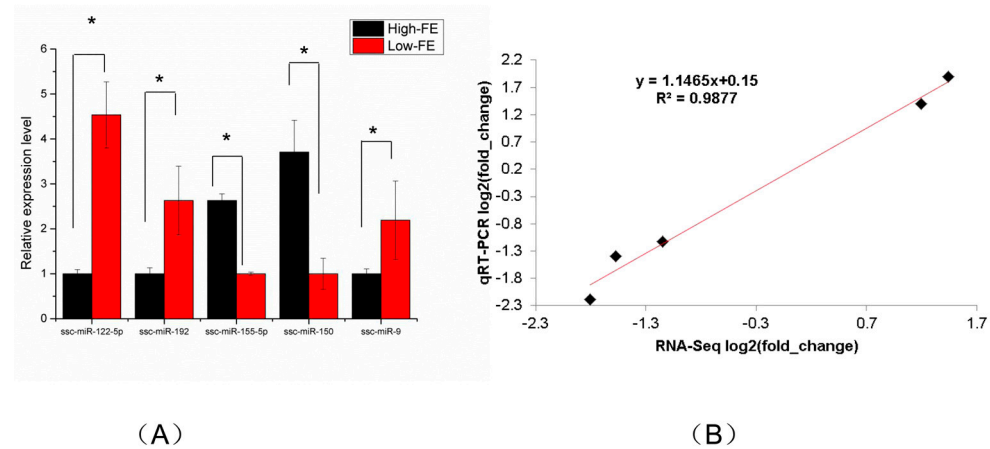 *
*
*
*
*
High-FE
Low-FE
Relative expression level
6
5
4
3
2
1
0
ssc-miR-122-5p
ssc-miR-192
ssc-miR-155-5p
ssc-miR-150
ssc-miR-9
（A）
y = 1.1465x+0.15
R² = 0.9877
qRT-PCR log2(fold_change)
2.2
1.7
1.2
0.7
0.2
-0.3
-0.8
-1.3
-1.8
-2.3
-2.3
-1.3
-0.3
0.7
1.7
RNA-Seq log2(fold_change)
（B）